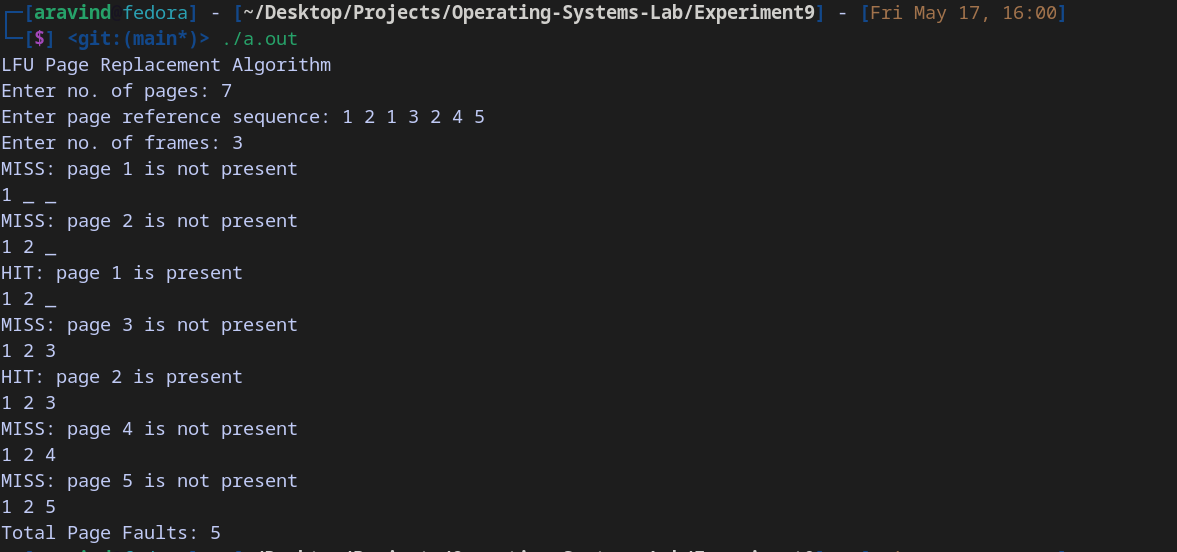 ┌─[aravind fedora] - [~/Desktop/Projects/Operating-Systems-Lab/Experiment9] - [Fri May 17, 16:00]
└─[$] <git:(main*)> ./a.out
LFU Page Replacement Algorithm
Enter no. of pages: 7
Enter page reference sequence: 1 2 1 3 2 4 5
Enter no. of frames: 3
MISS: page 1 is not present
1 _ _
MISS: page 2 is not present
1 2 _
HIT: page 1 is present
1 2 _
MISS: page 3 is not present
1 2 3
HIT: page 2 is present
1 2 3
MISS: page 4 is not present
1 2 4
MISS: page 5 is not present
1 2 5
Total Page Faults: 5